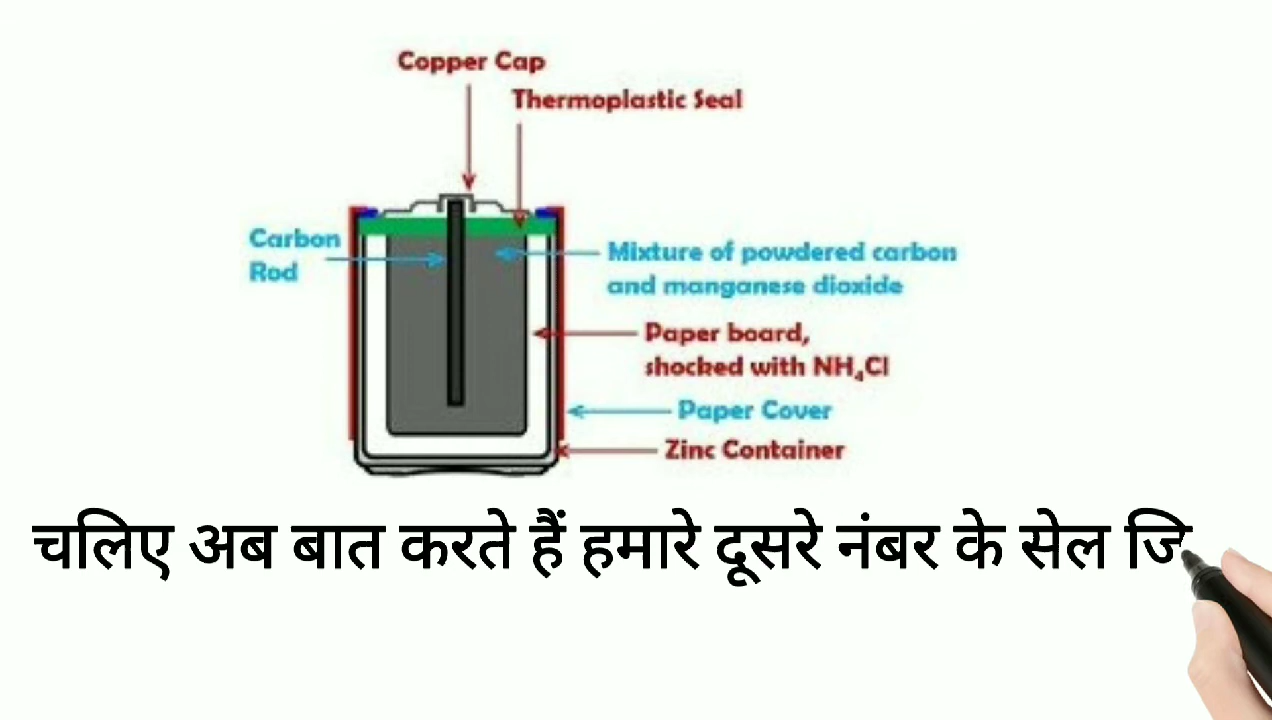 Copper Cap
Thermoplastic Seal
Carbon
Rod
Mixture of powdered carbon
and manganese dioxide
Paper board,
shocked with NH₄Cl
Paper Cover
Zinc Container
चलिए अब बात करते हैं हमारे दूसरे नंबर के सेल जि